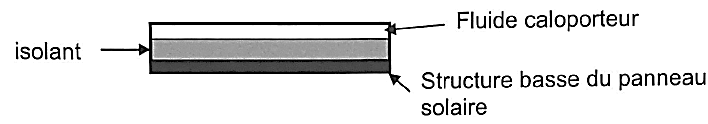 Fluide caloporteur
isolant
Structure basse du panneau
solaire